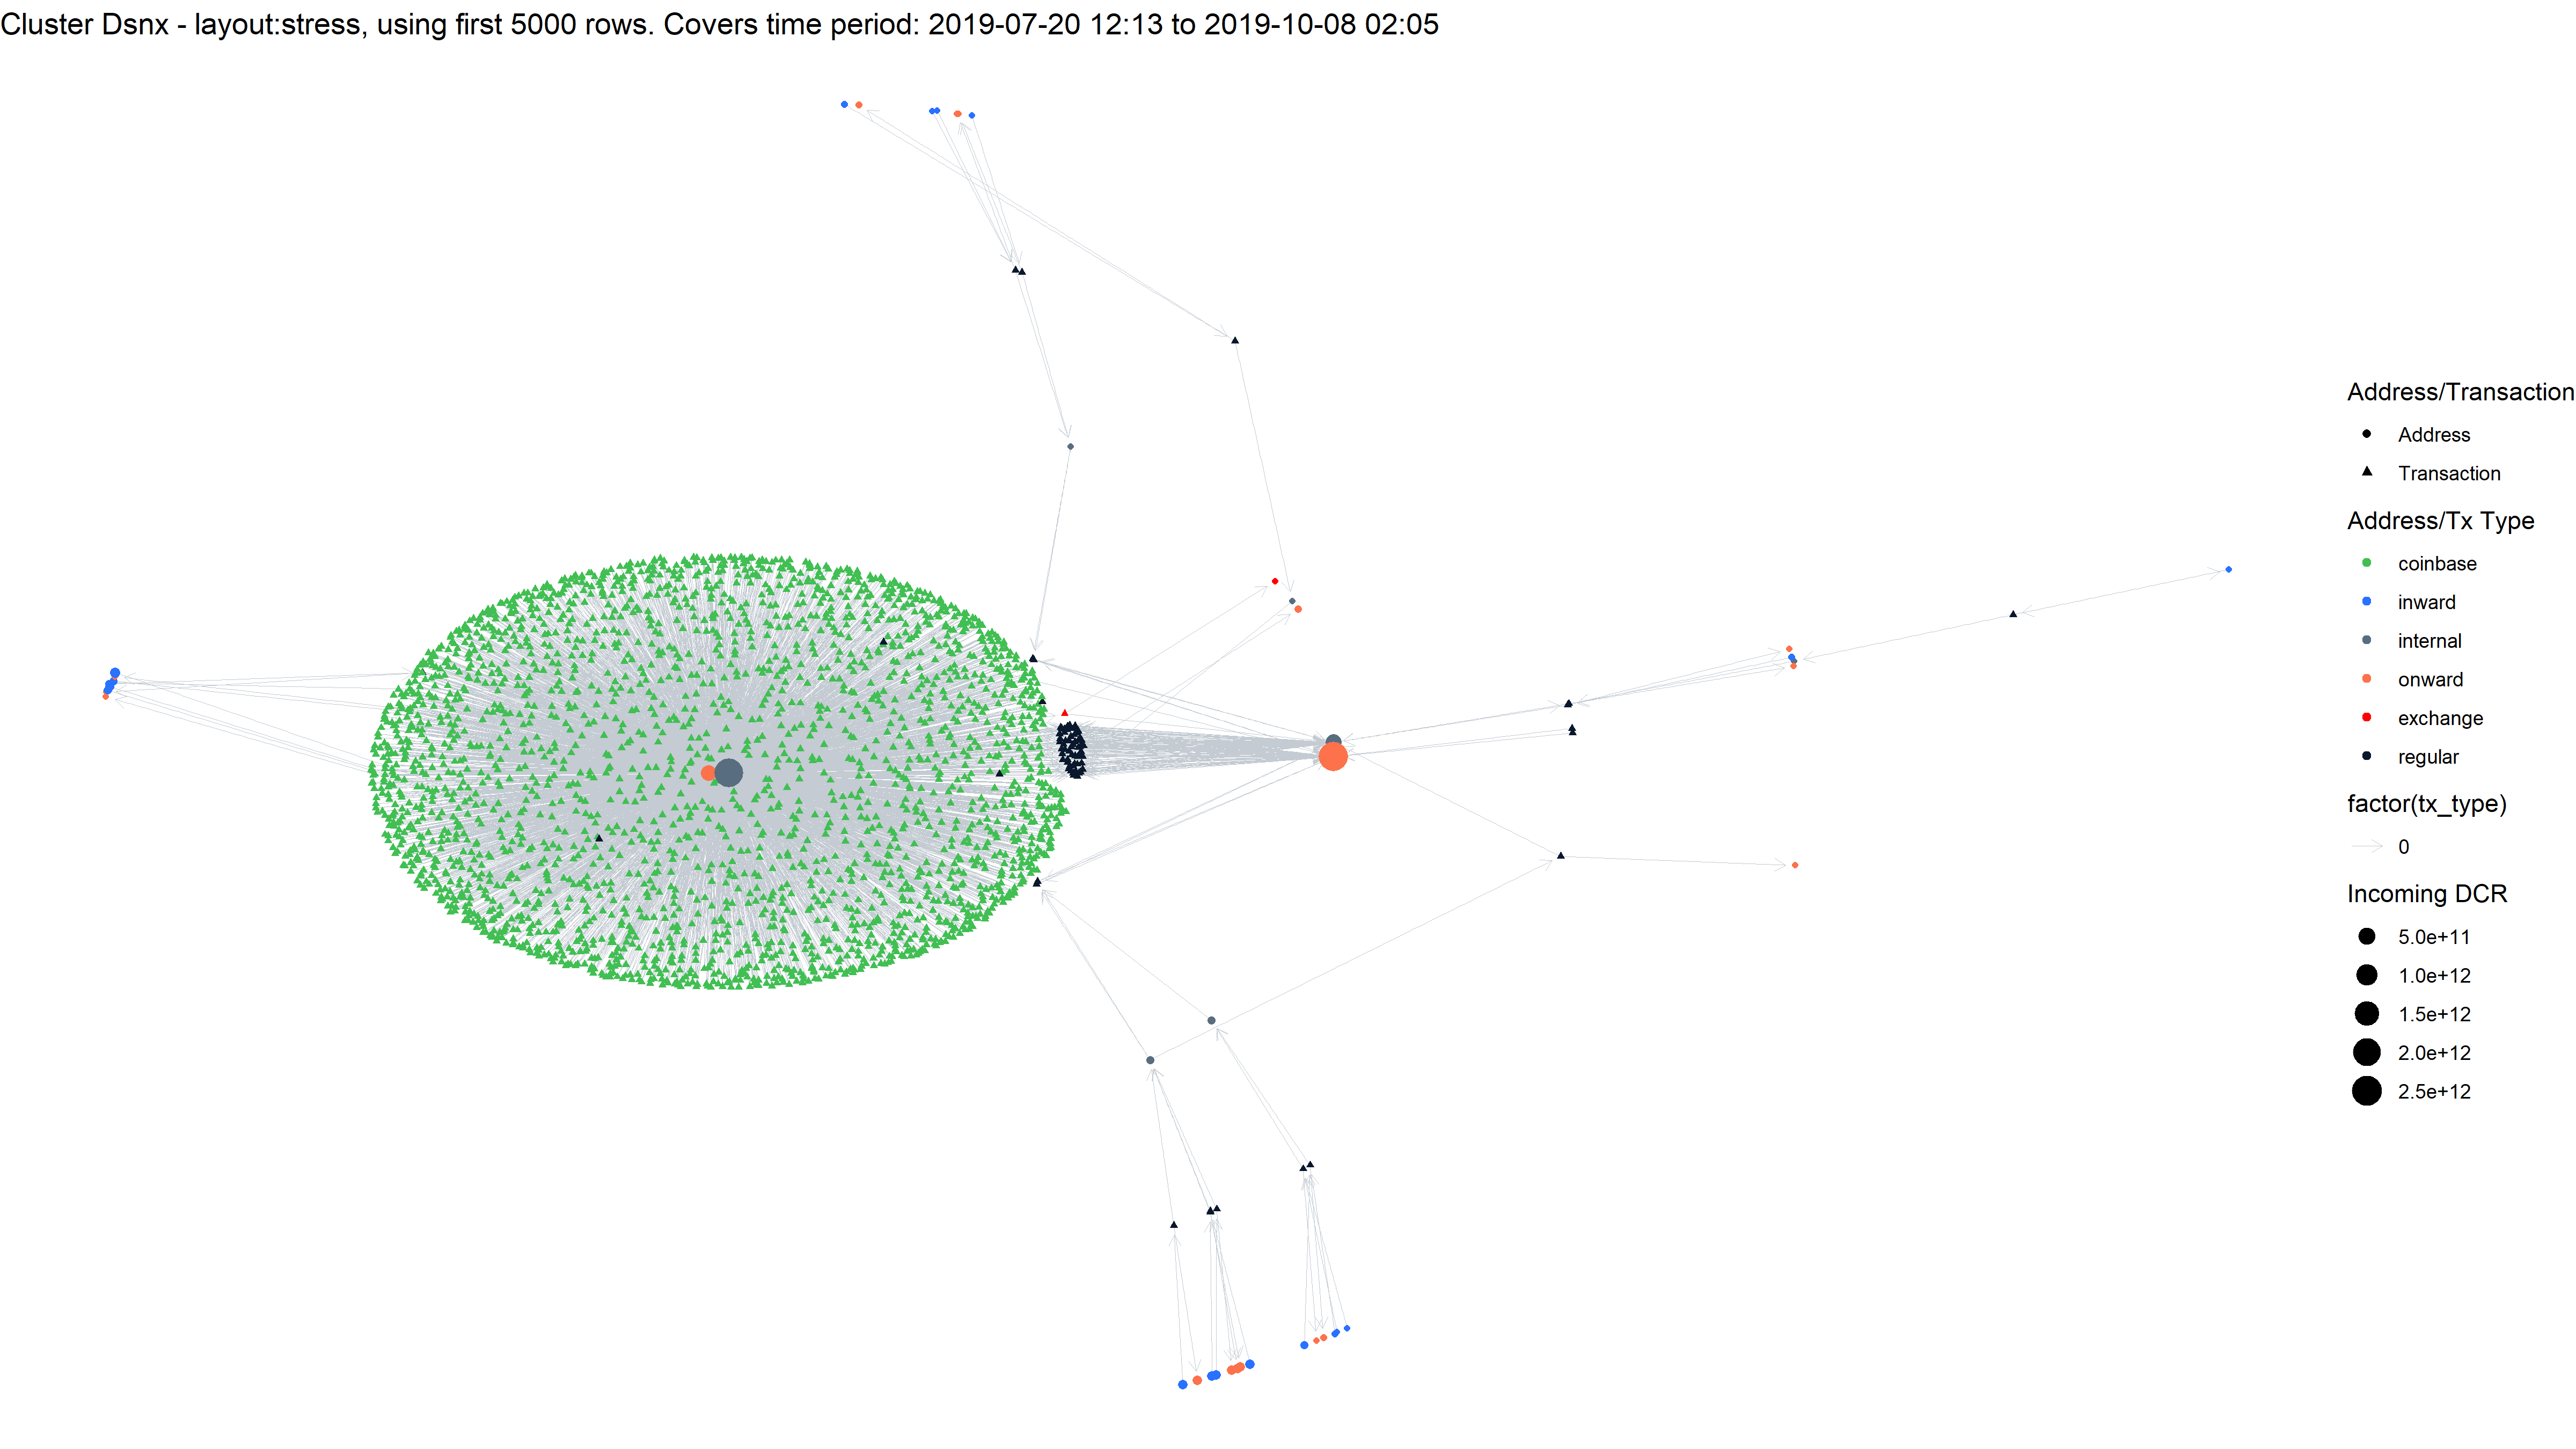 Cluster Dsnx - layout:stress, using first 5000 rows. Covers time period: 2019-07-20 12:13 to 2019-10-08 02:05
Address/Transaction
Address
Transaction
Address/Tx Type
coinbase
inward
internal
onward
exchange
regular
factor(tx_type)
0
Incoming DCR
5.0e+11
1.0e+12
1.5e+12
2.0e+12
2.5e+12